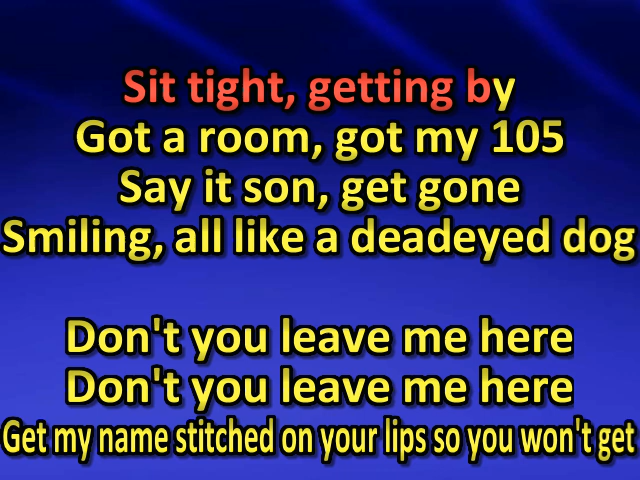 Sit tight, getting by
Got a room, got my 105
Say it son, get gone
Smiling, all like a deadeyed dog
Don't you leave me here
Don't you leave me here
Get my name stitched on your lips so you won't get